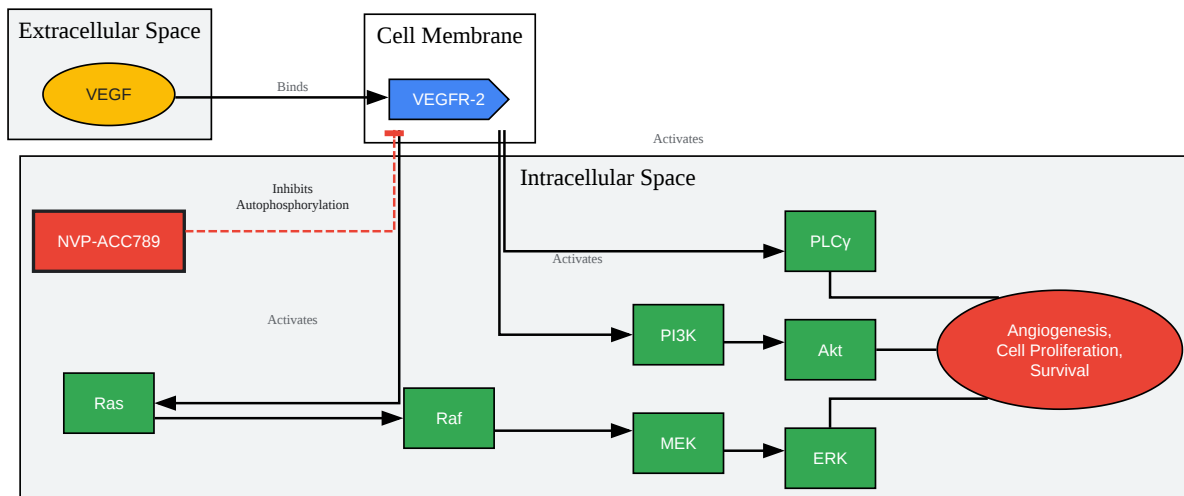 Extracellular Space
Cell Membrane
VEGF
Binds
VEGFR-2
Activates
Intracellular Space
Inhibits
Autophosphorylation
NVP-ACC789
PLCγ
Activates
Activates
PI3K
Akt
Angiogenesis,
Cell Proliferation,
Survival
Ras
Raf
MEK
ERK